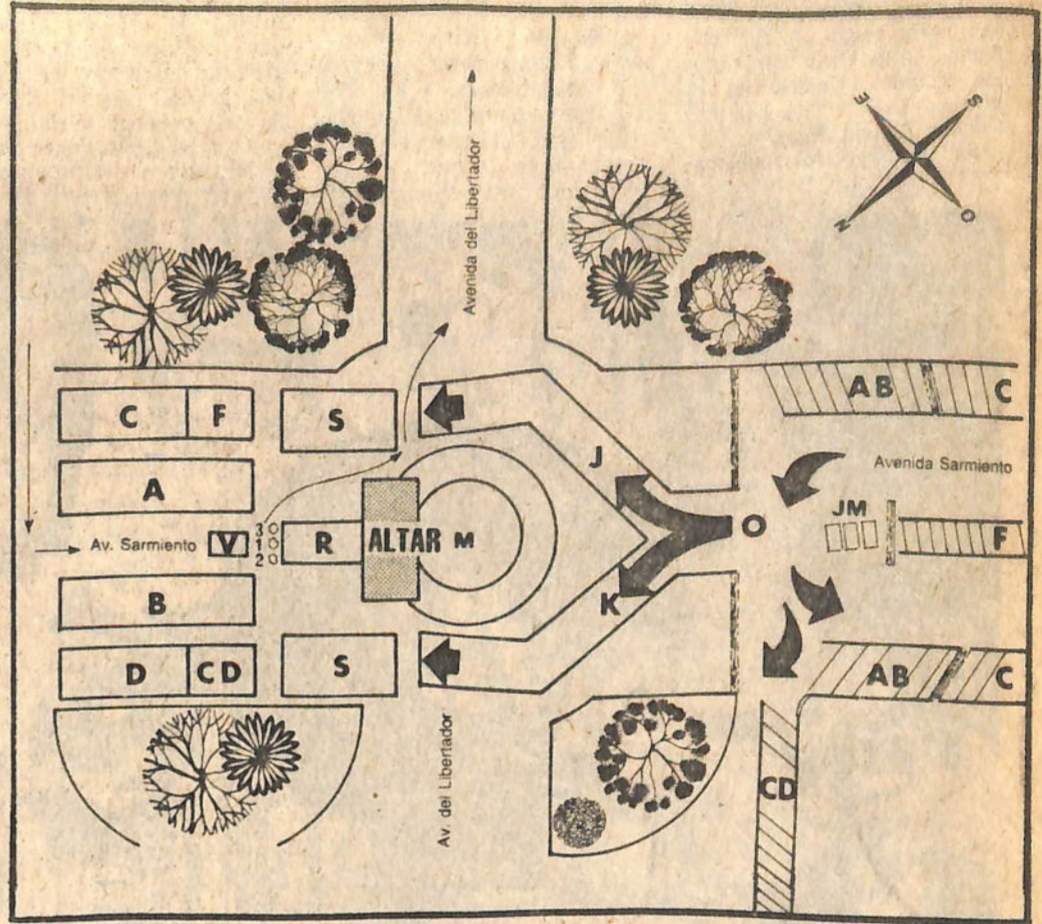 Avenida del Libertador
E
S
N
O
C
F
S
A
Av. Sarmiento
V
3
1
2
R
ALTAR
M
B
D
CD
S
J
K
O
AB
C
Avenida Sarmiento
JM
F
AB
C
CD
Av. del Libertador